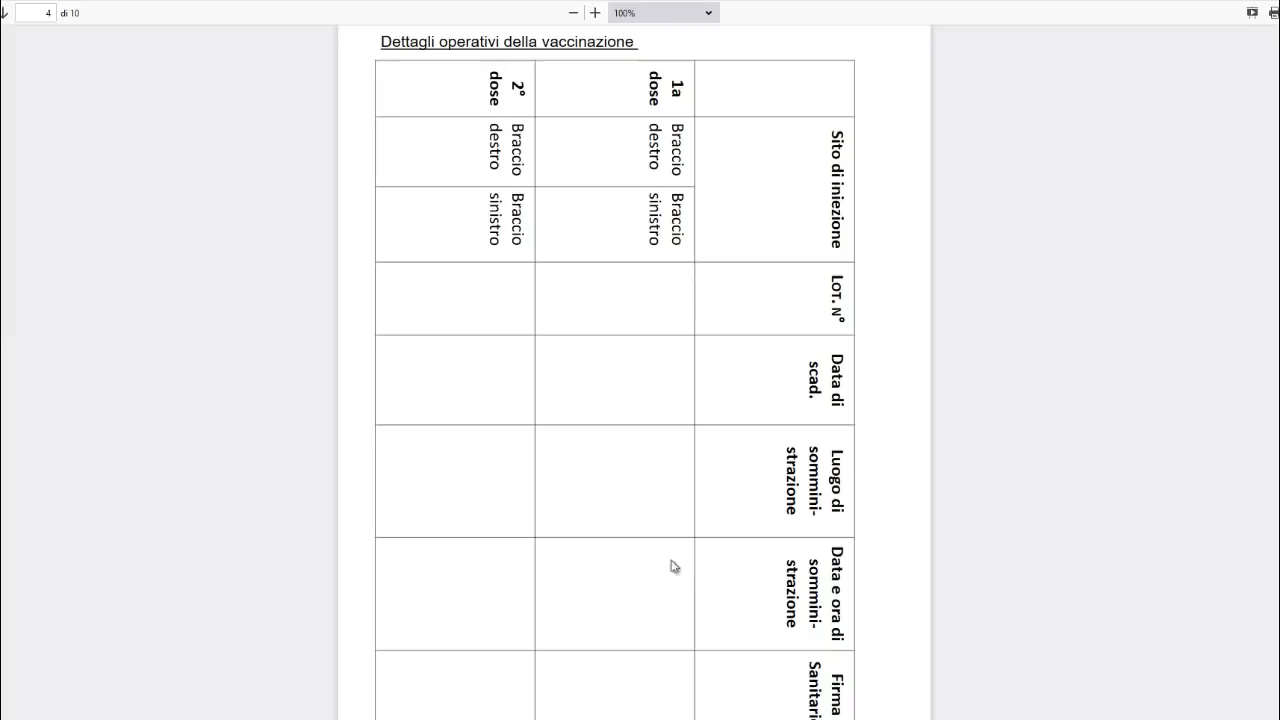 4 di 10
100%
Dettagli operativi della vaccinazione
Sito di iniezione
LOT. N°
Data di
scad.
Luogo di
sommini-
strazione
Data e ora di
sommini-
strazione
Firma
1a
dose
Braccio
destro
Braccio
sinistro
2°
dose
Braccio
destro
Braccio
sinistro